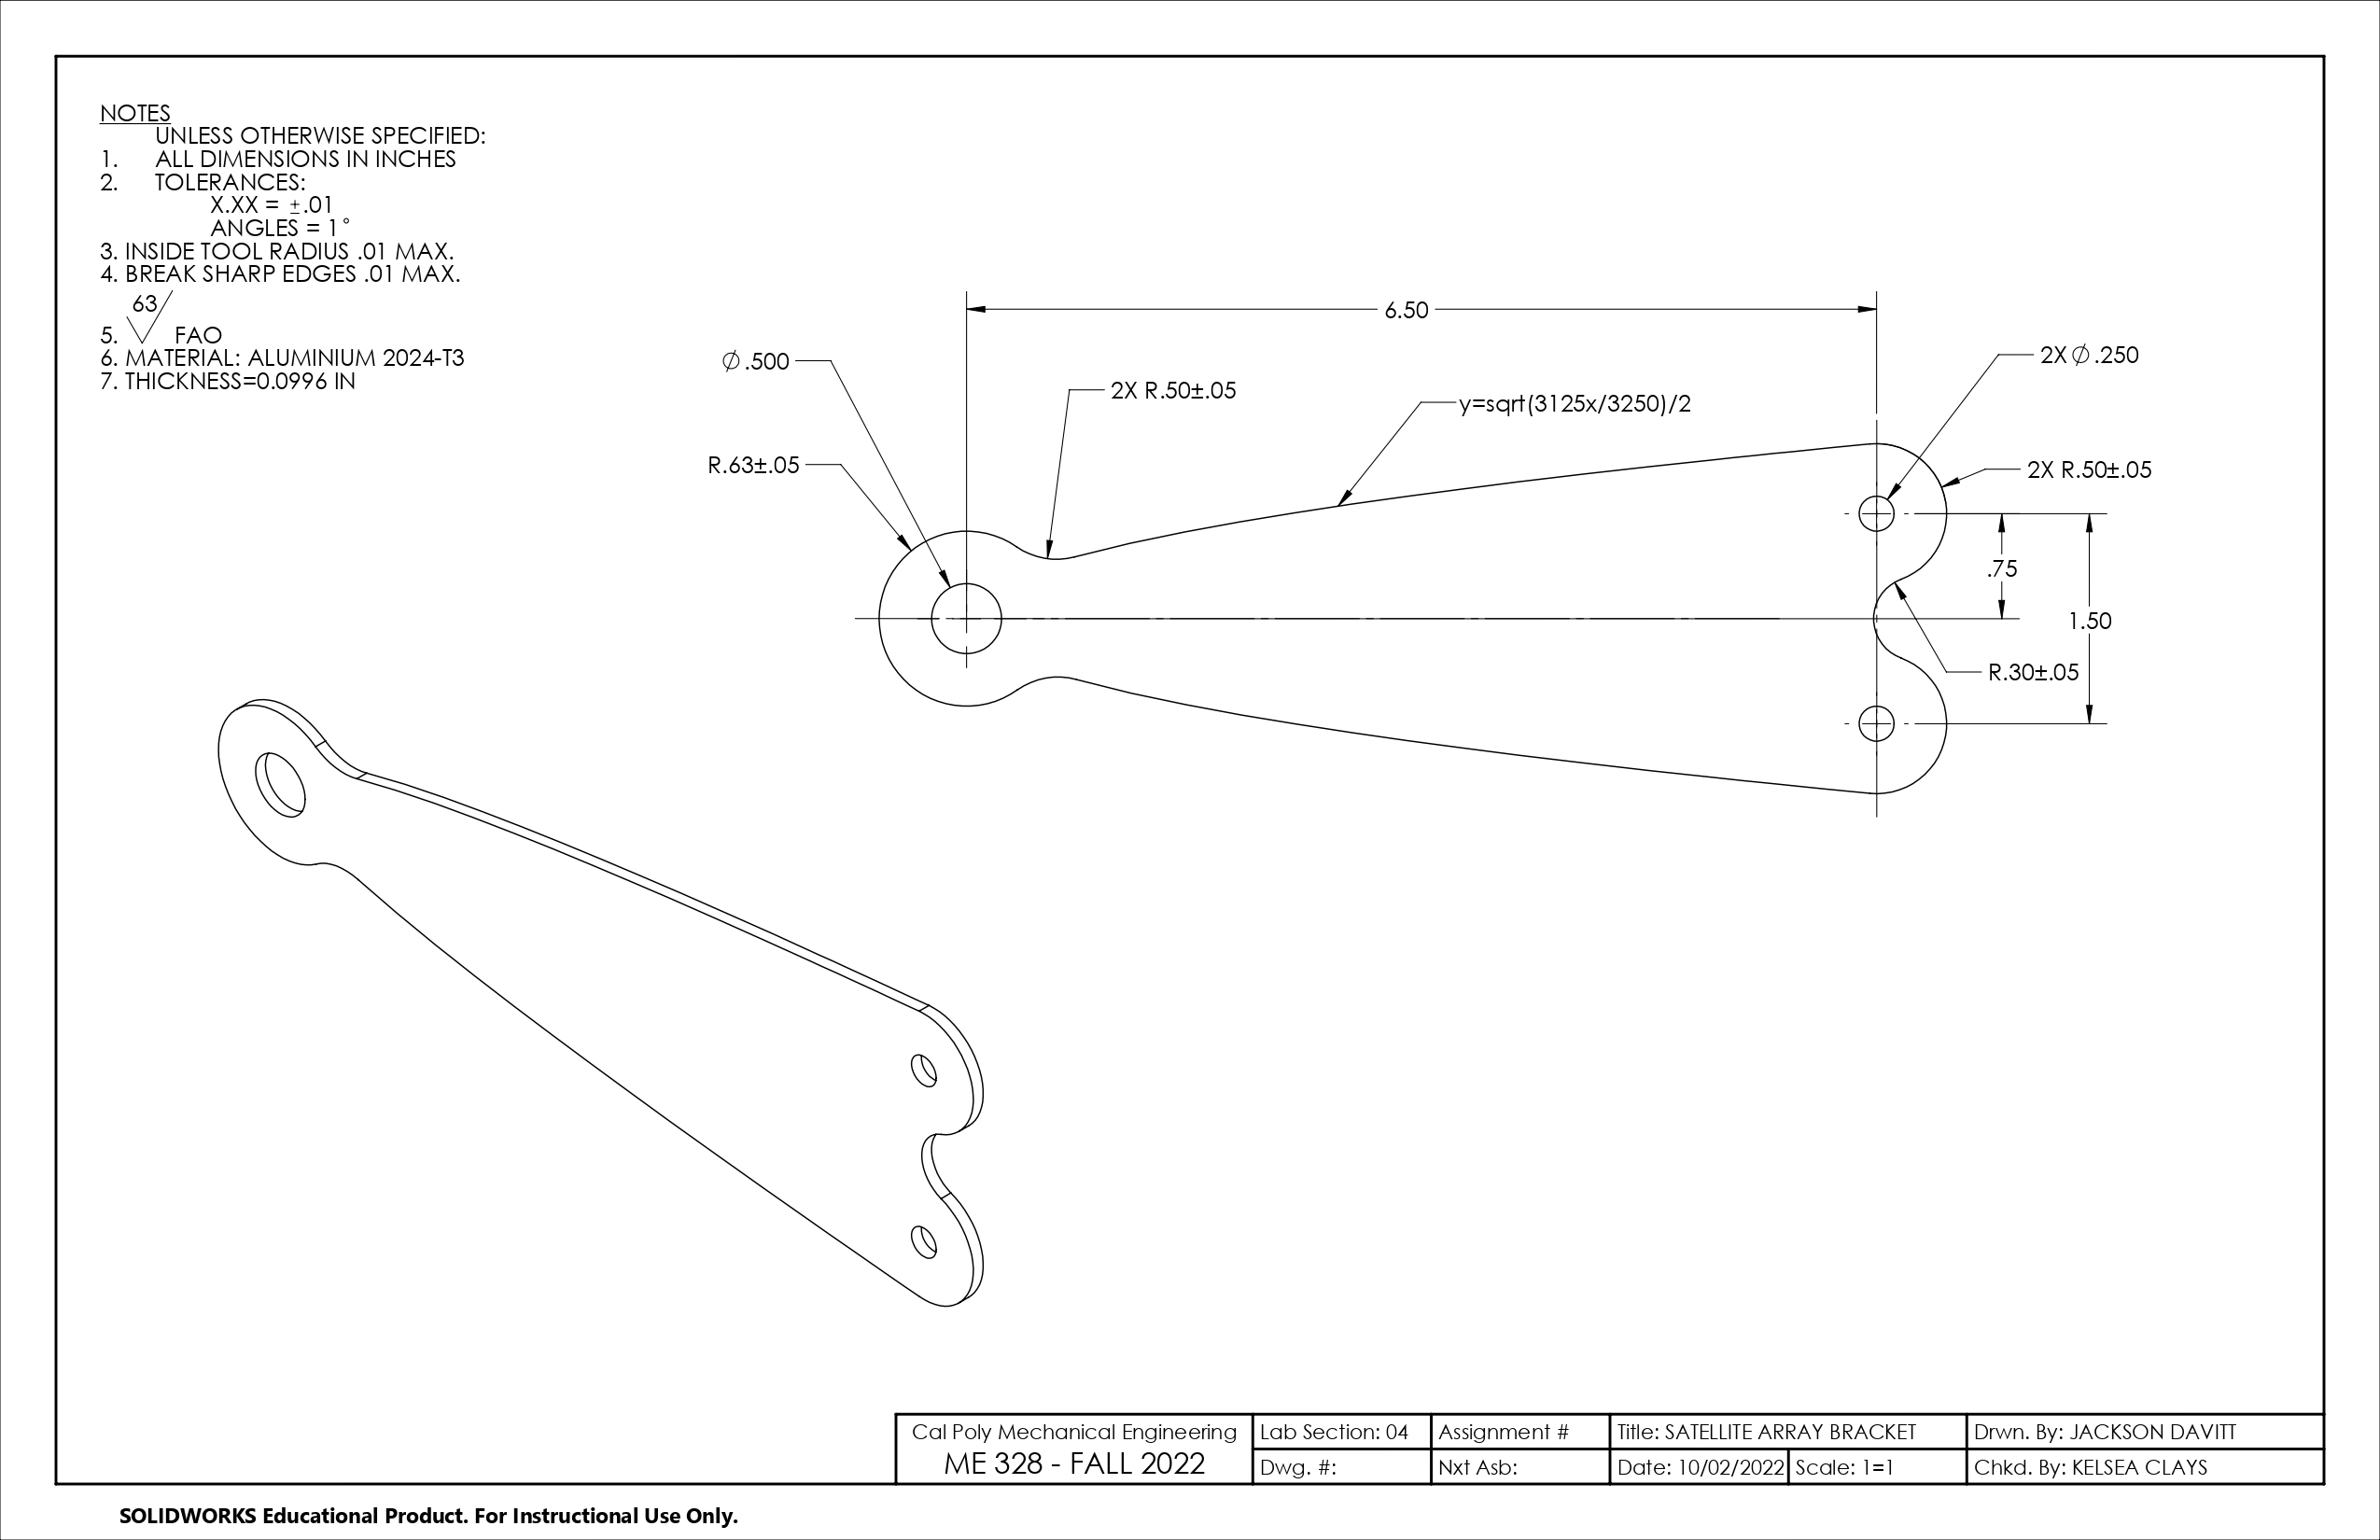 NOTES
UNLESS OTHERWISE SPECIFIED:
1. ALL DIMENSIONS IN INCHES
2. TOLERANCES:
X.XX = ±.01
ANGLES = 1°
3. INSIDE TOOL RADIUS .01 MAX.
4. BREAK SHARP EDGES .01 MAX.
63
5. FAO
6. MATERIAL: ALUMINIUM 2024-T3
7. THICKNESS=0.0996 IN
6.50
∅.500
2X R.50±.05
y=sqrt(3125x/3250)/2
2X ∅.250
R.63±.05
2X R.50±.05
.75
1.50
R.30±.05
Cal Poly Mechanical Engineering
ME 328 - FALL 2022
Lab Section: 04
Assignment #
Title: SATELLITE ARRAY BRACKET
Drwn. By: JACKSON DAVITT
Dwg. #:
Nxt Asb:
Date: 10/02/2022
Scale: 1=1
Chkd. By: KELSEA CLAYS
SOLIDWORKS Educational Product. For Instructional Use Only.